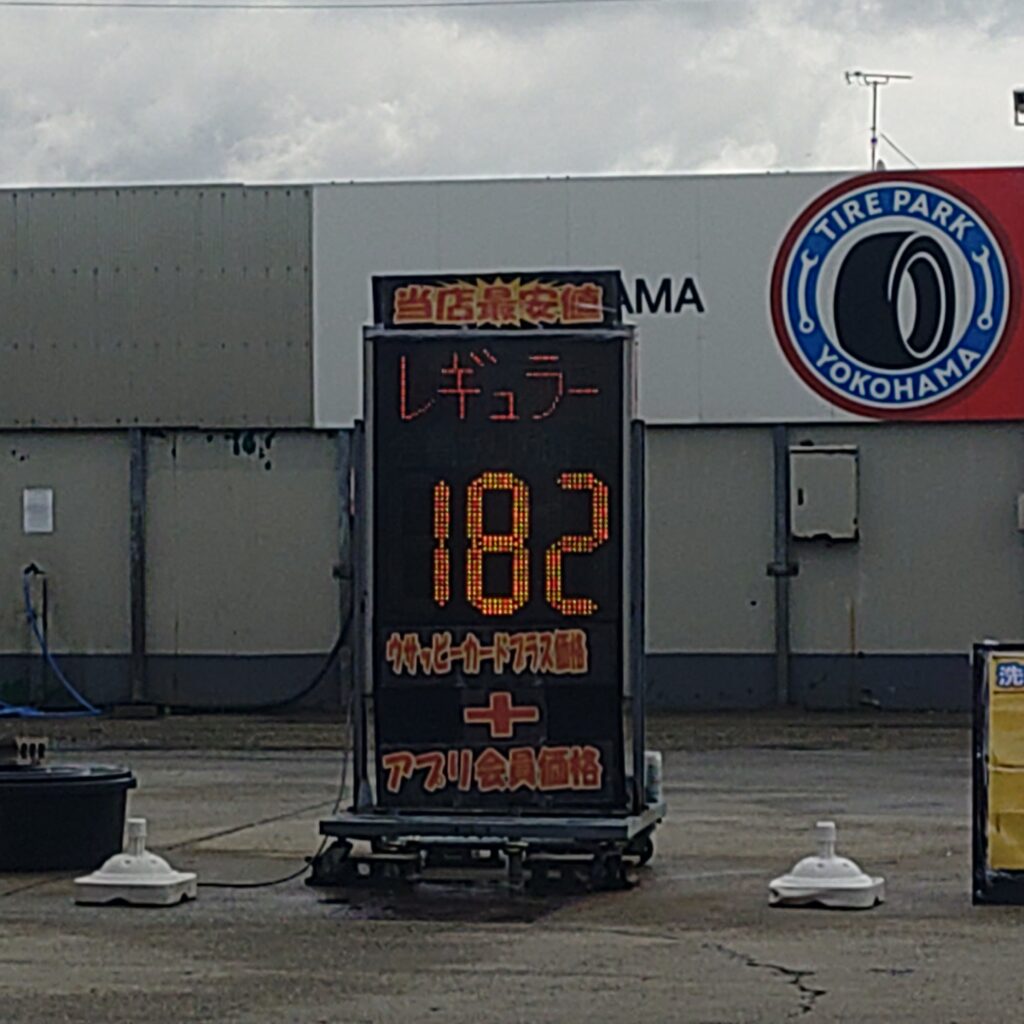 当店最安値
AMA
TIRE PARK
YOKOHAMA
レギュラー
182
ウサッピーカードプラス価格
+
アプリ会員価格
洗